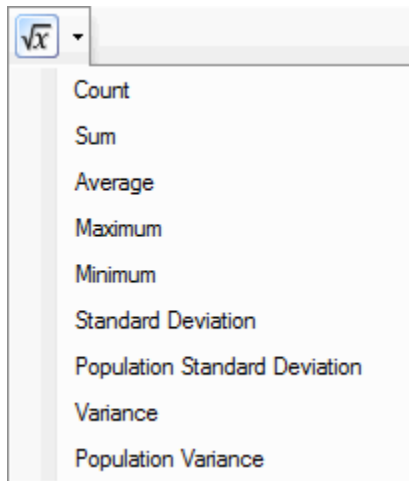 √x
Count
Sum
Average
Maximum
Minimum
Standard Deviation
Population Standard Deviation
Variance
Population Variance